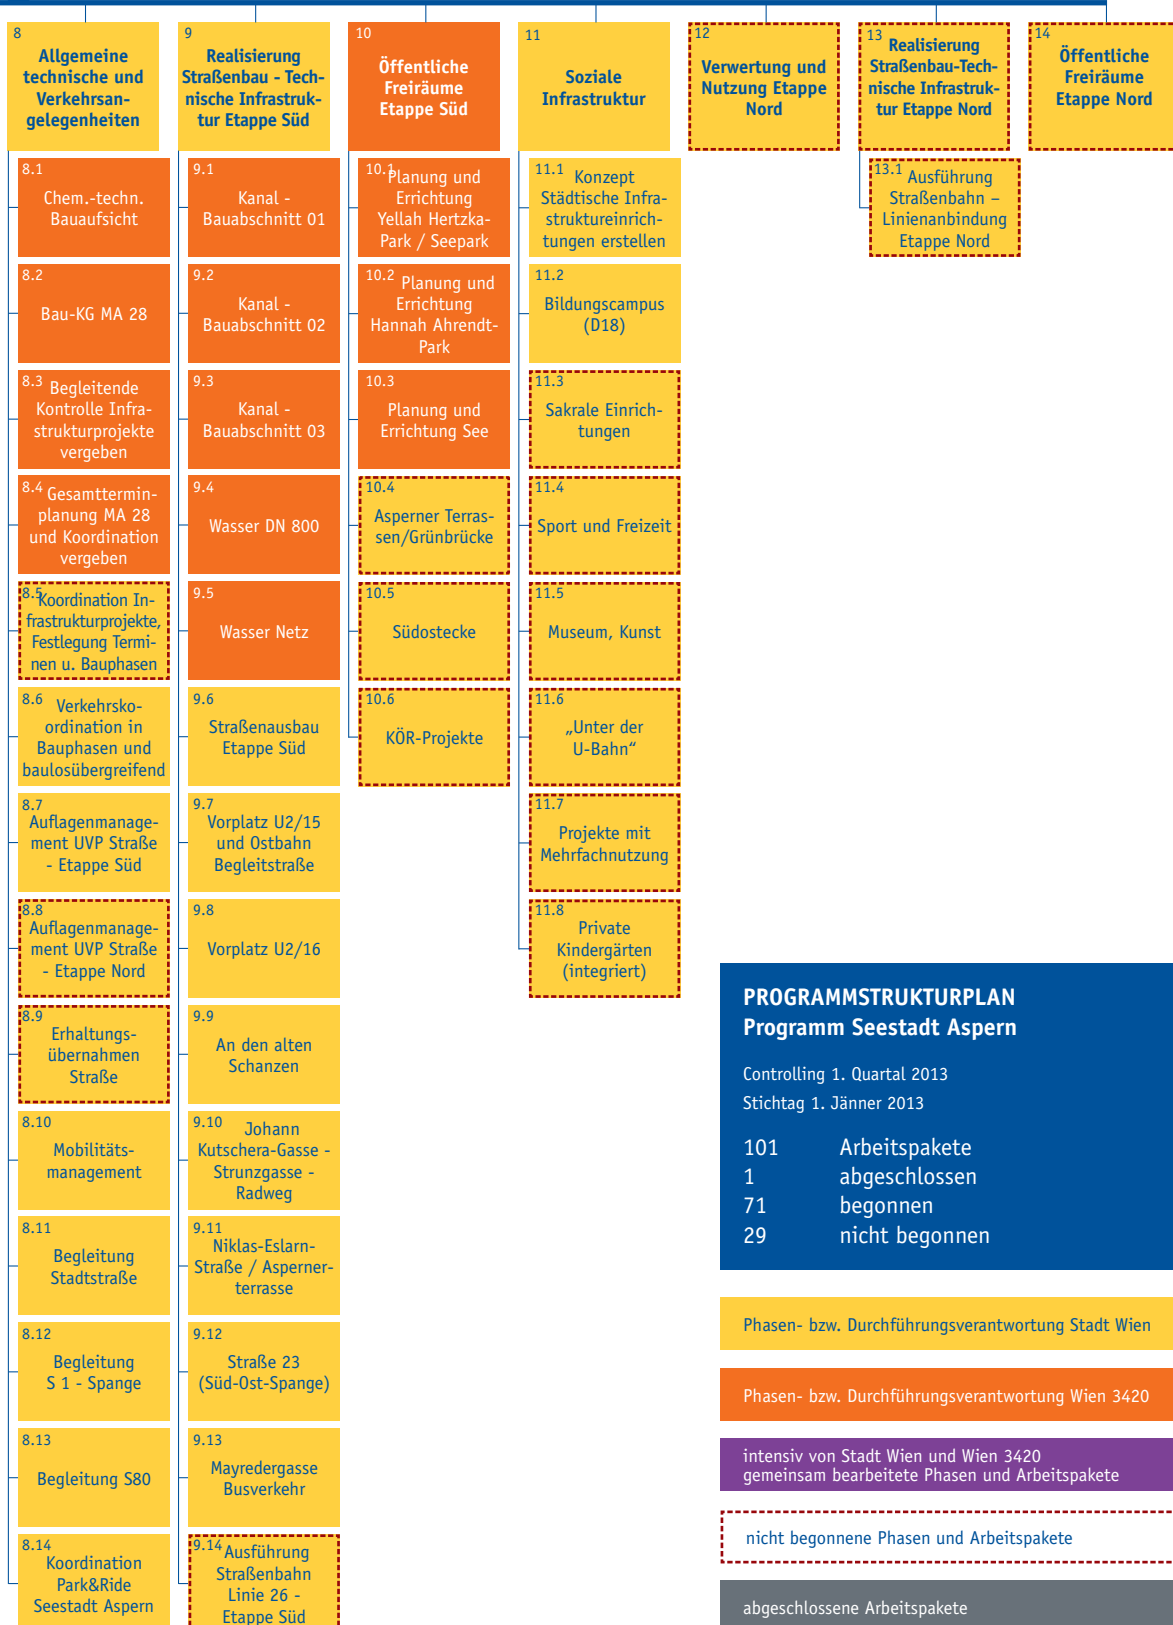 8
Allgemeine
technische und
Verkehrsan-
gelegenheiten
8.1
Chem.-techn.
Bauaufsicht
8.2
Bau-KG MA 28
8.3 Begleitende
Kontrolle Infra-
strukturprojekte
vergeben
8.4 Gesamttermin-
planung MA 28
und Koordination
vergeben
8.5 Koordination In-
frastrukturprojekte,
Festlegung Termi-
nen u. Bauphasen
8.6 Verkehrsko-
ordination in
Bauphasen und
baulosübergreifend
8.7
Auflagenmanage-
ment UVP Straße
- Etappe Süd
8.8
Auflagenmanage-
ment UVP Straße
- Etappe Nord
8.9
Erhaltungs-
übernahmen
Straße
8.10
Mobilitäts-
management
8.11
Begleitung
Stadtstraße
8.12
Begleitung
S 1 - Spange
8.13
Begleitung S80
8.14
Koordination
Park&Ride
Seestadt Aspern
9
Realisierung
Straßenbau - Tech-
nische Infrastruk-
tur Etappe Süd
9.1
Kanal -
Bauabschnitt 01
9.2
Kanal -
Bauabschnitt 02
9.3
Kanal -
Bauabschnitt 03
9.4
Wasser DN 800
9.5
Wasser Netz
9.6
Straßenausbau
Etappe Süd
9.7
Vorplatz U2/15
und Ostbahn
Begleitstraße
9.8
Vorplatz U2/16
9.9
An den alten
Schanzen
9.10 Johann
Kutschera-Gasse -
Strunzgasse -
Radweg
9.11
Niklas-Eslarn-
Straße / Asperner-
terrasse
9.12
Straße 23
(Süd-Ost-Spange)
9.13
Mayredergasse
Busverkehr
9.14 Ausführung
Straßenbahn
Linie 26 -
Etappe Süd
10
Öffentliche
Freiräume
Etappe Süd
10.1 Planung und
Errichtung
Yellah Hertzka-
Park / Seepark
10.2 Planung und
Errichtung
Hannah Ahrendt-
Park
10.3
Planung und
Errichtung See
10.4
Asperner Terras-
sen/Grünbrücke
10.5
Südostecke
10.6
KÖR-Projekte
11
Soziale
Infrastruktur
11.1 Konzept
Städtische Infra-
struktureinrich-
tungen erstellen
11.2
Bildungscampus
(D18)
11.3
Sakrale Einrich-
tungen
11.4
Sport und Freizeit
11.5
Museum, Kunst
11.6
„Unter der
U-Bahn“
11.7
Projekte mit
Mehrfachnutzung
11.8
Private
Kindergärten
(integriert)
12
Verwertung und
Nutzung Etappe
Nord
13
Realisierung
Straßenbau-Tech-
nische Infrastruk-
tur Etappe Nord
13.1 Ausführung
Straßenbahn –
Linienanbindung
Etappe Nord
14
Öffentliche
Freiräume
Etappe Nord
PROGRAMMSTRUKTURPLAN
Programm Seestadt Aspern
Controlling 1. Quartal 2013
Stichtag 1. Jänner 2013
101 Arbeitspakete
1 abgeschlossen
71 begonnen
29 nicht begonnen
Phasen- bzw. Durchführungsverantwortung Stadt Wien
Phasen- bzw. Durchführungsverantwortung Wien 3420
intensiv von Stadt Wien und Wien 3420
gemeinsam bearbeitete Phasen und Arbeitspakete
nicht begonnene Phasen und Arbeitspakete
abgeschlossene Arbeitspakete